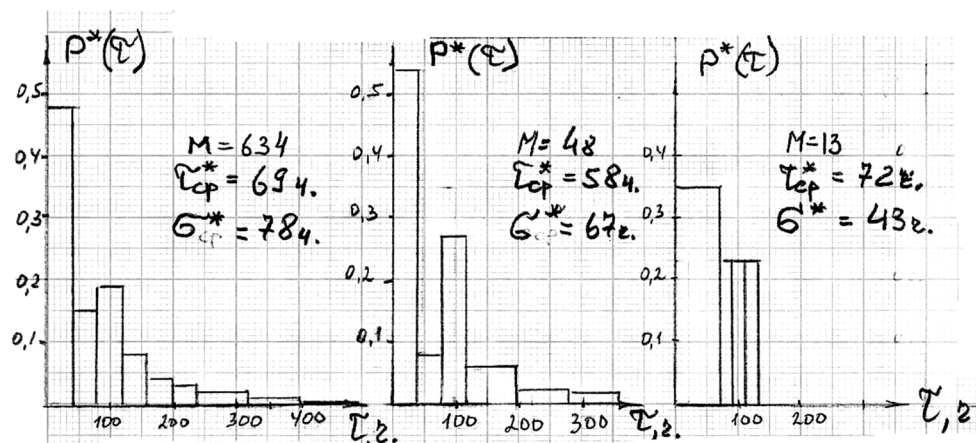 P*(τ)
0,5
0,4
0,3
0,2
0,1
M = 634
τ*ср = 69 ч.
σ* = 78 ч.
100
200
300
400
τ, ч.
P*(τ)
0,5
0,4
0,3
0,2
0,1
M = 48
τ*ср = 58 ч.
σ* = 67 ч.
100
200
300
τ, ч.
P*(τ)
0,4
0,3
0,2
0,1
M = 13
τ*ср = 72 ч.
σ* = 43 ч.
100
200
τ, ч